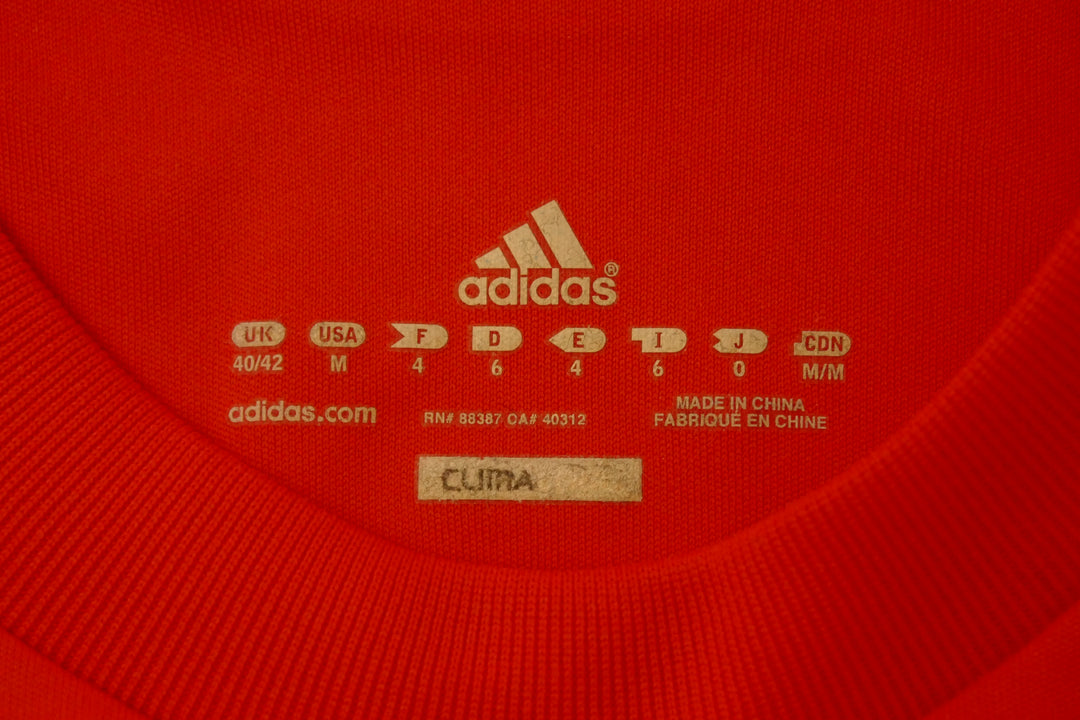 adidas®
UK USA F D E I J CDN
40/42 M 4 6 4 6 0 M/M
adidas.com
RN# 88387 OA# 40312
MADE IN CHINA
FABRIQUÉ EN CHINE
CLIMA